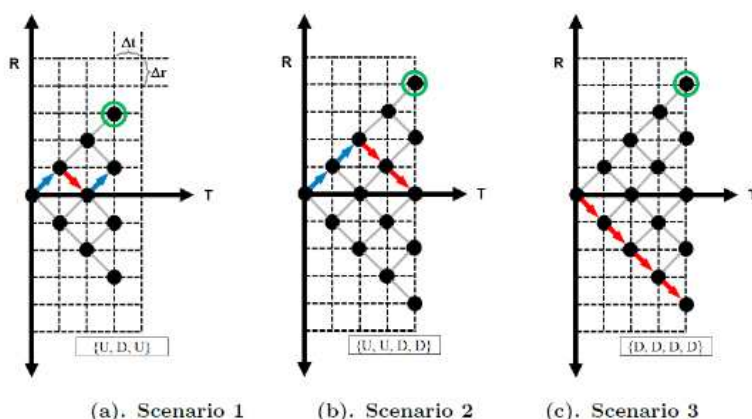 R
Δt
Δr
T
{U, D, U}
(a). Scenario 1
R
T
{U, U, D, D}
(b). Scenario 2
R
T
{D, D, D, D}
(c). Scenario 3